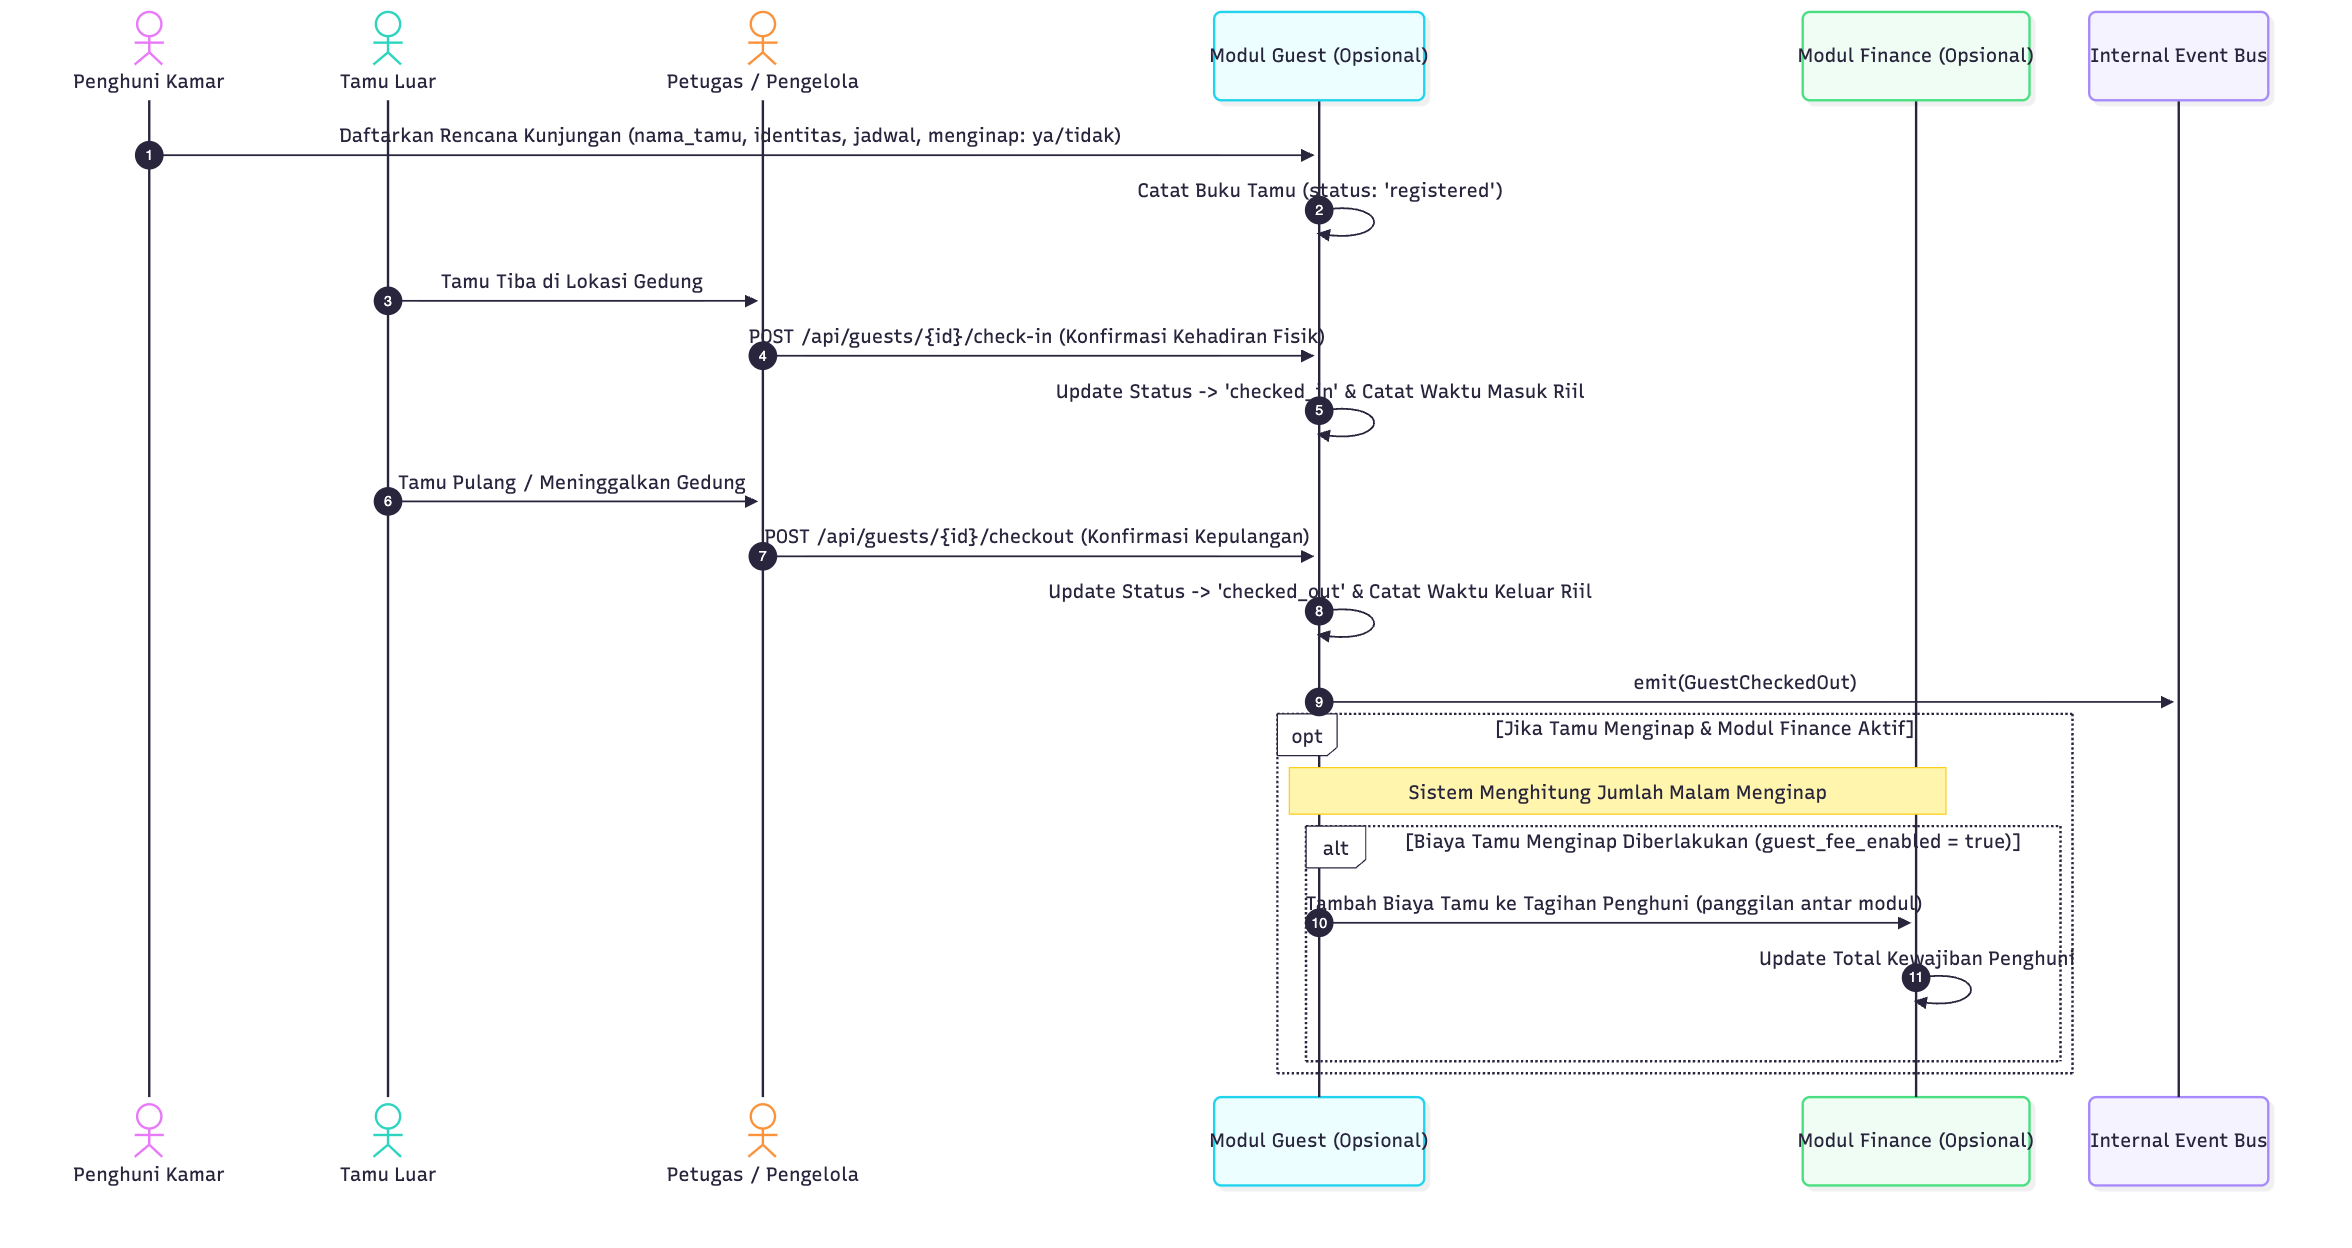 Penghuni Kamar
Tamu Luar
Petugas / Pengelola
Modul Guest (Opsional)
Modul Finance (Opsional)
Internal Event Bus
Daftarkan Rencana Kunjungan (nama_tamu, identitas, jadwal, menginap: ya/tidak)
1
Catat Buku Tamu (status: 'registered')
2
Tamu Tiba di Lokasi Gedung
3
POST /api/guests/{id}/check-in (Konfirmasi Kehadiran Fisik)
4
Update Status -> 'checked_in' & Catat Waktu Masuk Riil
5
Tamu Pulang / Meninggalkan Gedung
6
POST /api/guests/{id}/checkout (Konfirmasi Kepulangan)
7
Update Status -> 'checked_out' & Catat Waktu Keluar Riil
8
emit(GuestCheckedOut)
9
opt
[Jika Tamu Menginap & Modul Finance Aktif]
Sistem Menghitung Jumlah Malam Menginap
alt
[Biaya Tamu Menginap Diberlakukan (guest_fee_enabled = true)]
Tambah Biaya Tamu ke Tagihan Penghuni (panggilan antar modul)
10
Update Total Kewajiban Penghuni
11
Penghuni Kamar
Tamu Luar
Petugas / Pengelola
Modul Guest (Opsional)
Modul Finance (Opsional)
Internal Event Bus